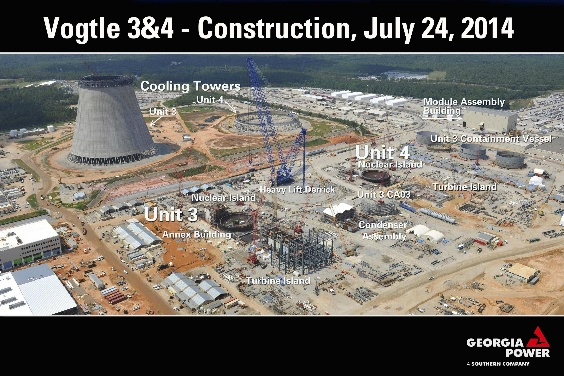 Vogtle 3&4 - Construction, July 24, 2014
Cooling Towers
Unit 4
Unit 3
Module Assembly
Building
Unit 3 Containment Vessel
Unit 4
Nuclear Island
Turbine Island
Heavy Lift Derrick
Nuclear Island
Unit 3 CA03
Unit 3
Annex Building
Condenser
Assembly
Turbine Island
GEORGIA
POWER
A SOUTHERN COMPANY